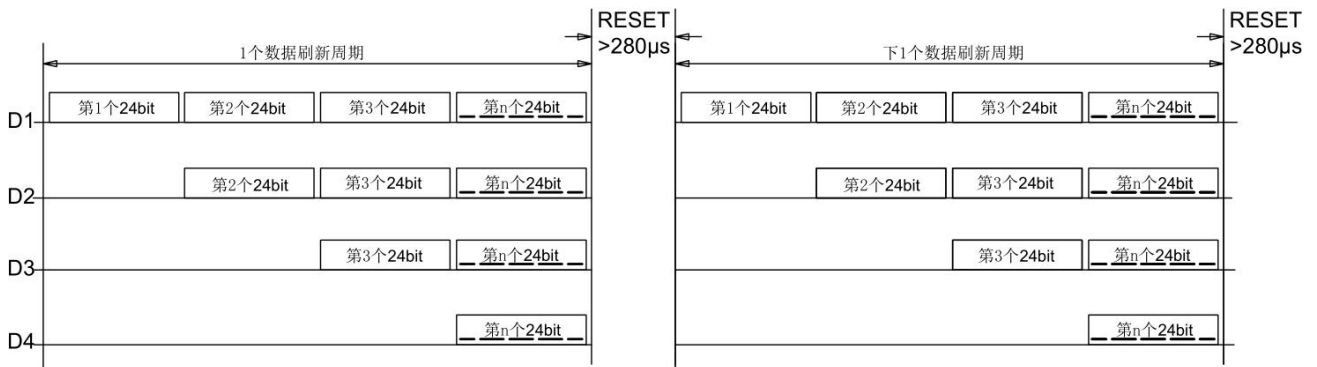 RESET
>280μs
RESET
>280μs
1个数据刷新周期
下1个数据刷新周期
D1 第1个24bit 第2个24bit 第3个24bit 第n个24bit 第1个24bit 第2个24bit 第3个24bit 第n个24bit
D2 第2个24bit 第3个24bit 第n个24bit 第2个24bit 第3个24bit 第n个24bit
D3 第3个24bit 第n个24bit 第3个24bit 第n个24bit
D4 第n个24bit 第n个24bit